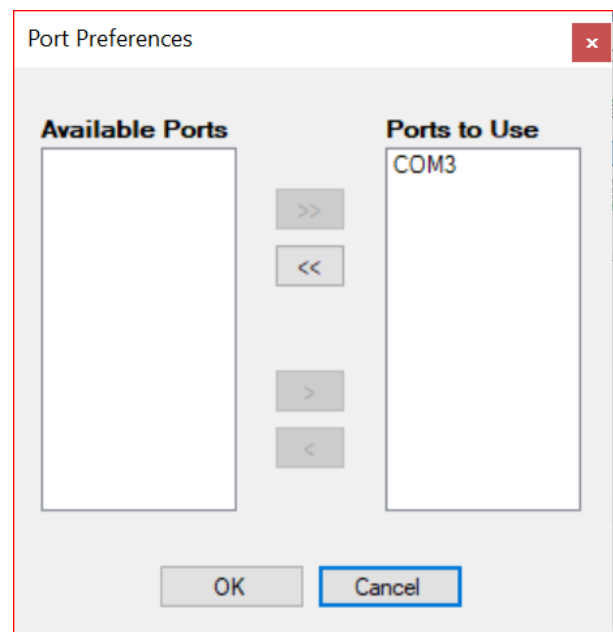 Port Preferences
x
Available Ports
Ports to Use
COM3
>>
<<
>
<
OK
Cancel